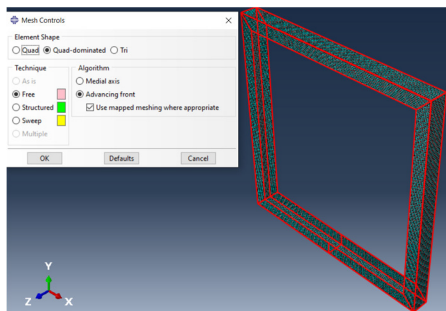 Mesh Controls
Element Shape
Quad Quad-dominated Tri
Technique
As is
Free
Structured
Sweep
Multiple
Algorithm
Medial axis
Advancing front
Use mapped meshing where appropriate
OK Defaults Cancel
Y
Z X